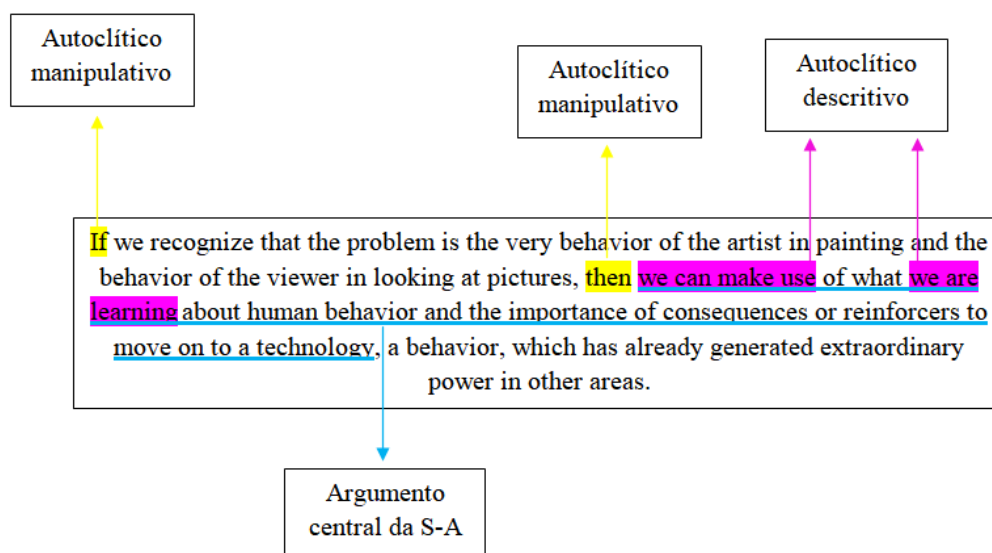 Autoclítico
manipulativo
Autoclítico
manipulativo
Autoclítico
descritivo
If we recognize that the problem is the very behavior of the artist in painting and the
behavior of the viewer in looking at pictures, then we can make use of what we are
learning about human behavior and the importance of consequences or reinforcers to
move on to a technology, a behavior, which has already generated extraordinary
power in other areas.
Argumento
central da S-A